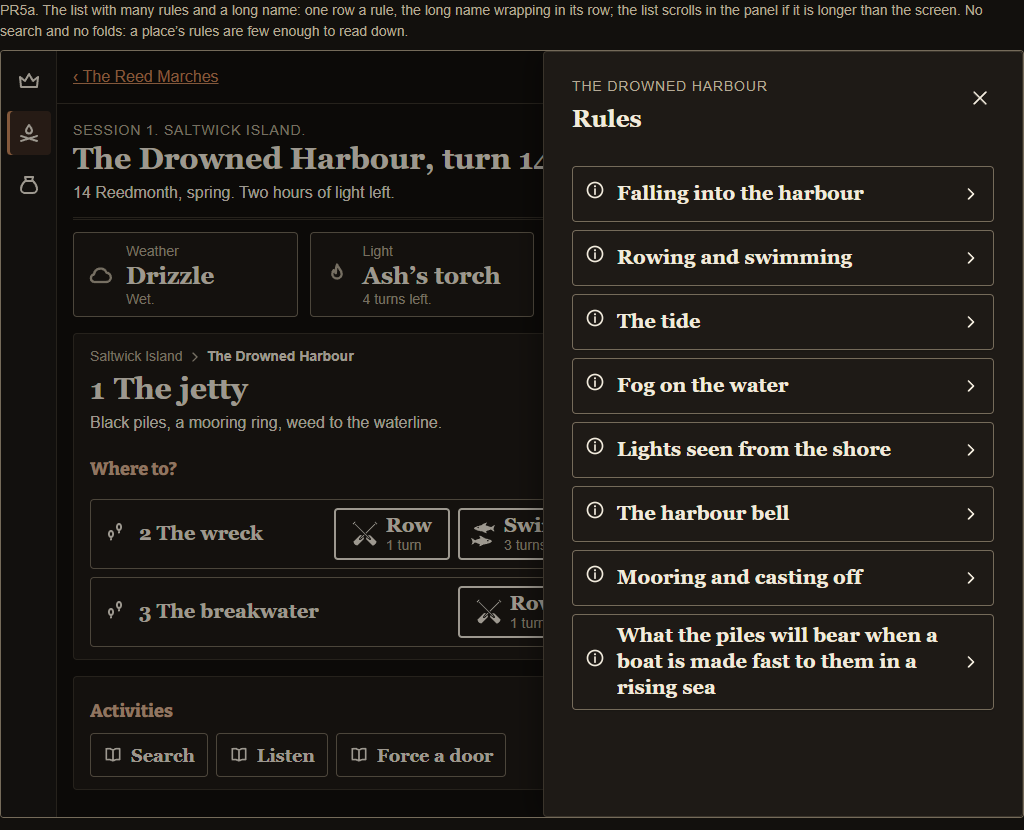 PR5a. The list with many rules and a long name: one row a rule, the long name wrapping in its row; the list scrolls in the panel if it is longer than the screen. No
search and no folds: a place's rules are few enough to read down.
‹ The Reed Marches
SESSION 1. SALTWICK ISLAND.
The Drowned Harbour, turn 14
14 Reedmonth, spring. Two hours of light left.
Weather
Drizzle
Wet.
Light
Ash's torch
4 turns left.
Saltwick Island > The Drowned Harbour
1 The jetty
Black piles, a mooring ring, weed to the waterline.
Where to?
2 The wreck
Row
1 turn
Swi
3 turns
3 The breakwater
Row
1 turn
Activities
Search
Listen
Force a door
THE DROWNED HARBOUR
Rules
Falling into the harbour
Rowing and swimming
The tide
Fog on the water
Lights seen from the shore
The harbour bell
Mooring and casting off
What the piles will bear when a
boat is made fast to them in a
rising sea